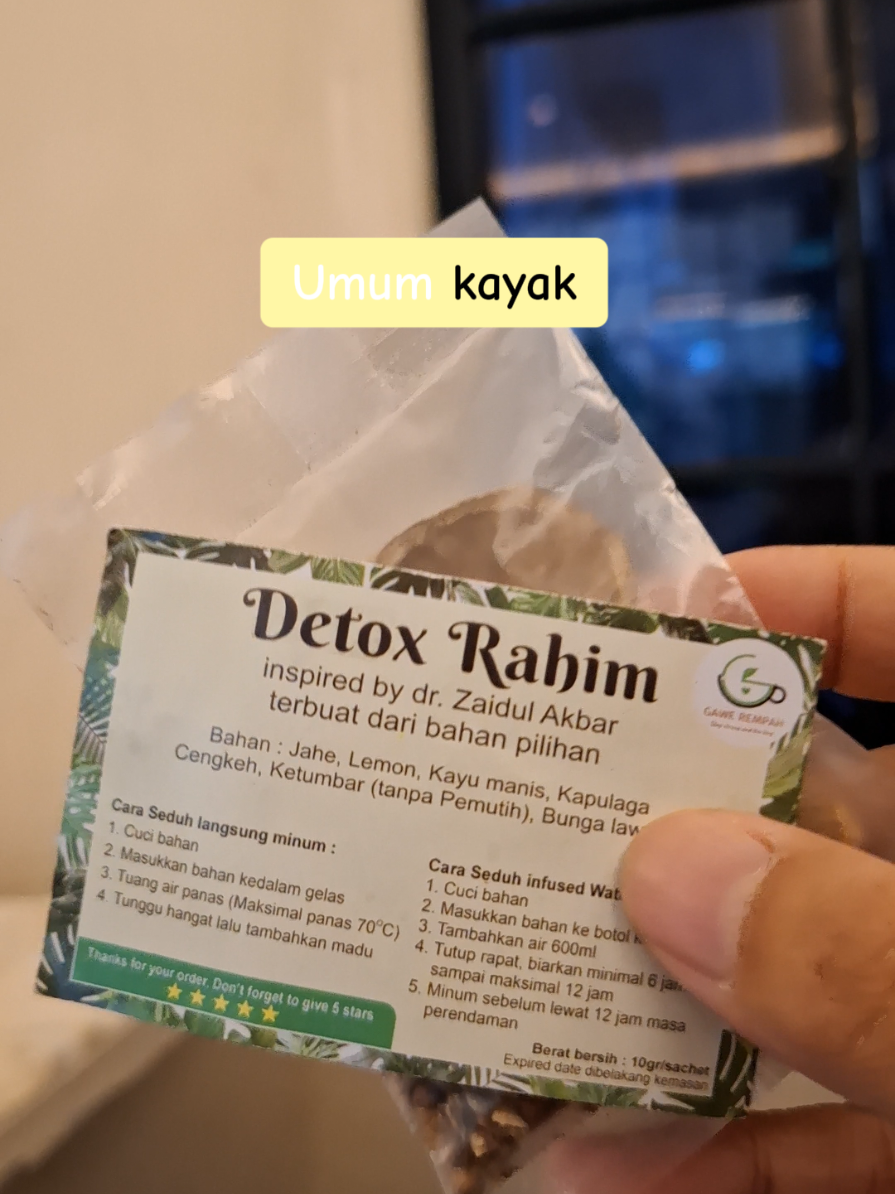 Umum kayak
Detox Rahim
inspired by dr. Zaidul Akbar
terbuat dari bahan pilihan
GAWE REMPAH
Bahan : Jahe, Lemon, Kayu manis, Kapulaga
Cengkeh, Ketumbar (tanpa Pemutih), Bunga
Cara Seduh langsung minum :
1. Cuci bahan
2. Masukkan bahan kedalam gelas
3. Tuang air panas (Maksimal panas 70°C)
4. Tunggu hangat lalu tambahkan madu
Cara Seduh infused
1. Cuci bahan
2. Masukkan bahan ke botol
3. Tambahkan air 600ml
4. Tutup rapat, biarkan minimal 6
sampai maksimal 12 jam
5. Minum sebelum lewat 12 jam masa
perendaman
Thanks for your order, Don't forget to give 5 stars
Berat bersih : 10gr/sachet
Expired date dibelakang kemasan